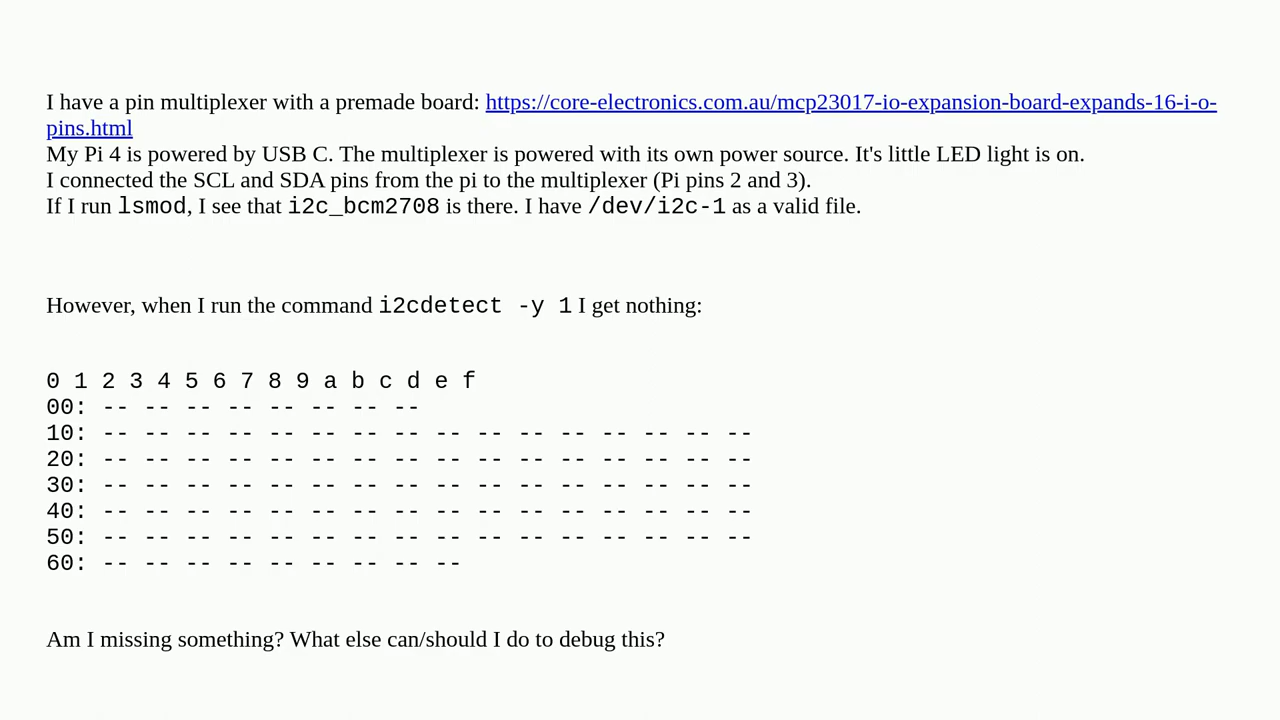 I have a pin multiplexer with a premade board: https://core-electronics.com.au/mcp23017-io-expansion-board-expands-16-i-o-
pins.html
My Pi 4 is powered by USB C. The multiplexer is powered with its own power source. It's little LED light is on.
I connected the SCL and SDA pins from the pi to the multiplexer (Pi pins 2 and 3).
If I run lsmod, I see that i2c_bcm2708 is there. I have /dev/i2c-1 as a valid file.
However, when I run the command i2cdetect -y 1 I get nothing:
0 1 2 3 4 5 6 7 8 9 a b c d e f
00: -- -- -- -- -- -- -- --
10: -- -- -- -- -- -- -- -- -- -- -- -- -- -- -- --
20: -- -- -- -- -- -- -- -- -- -- -- -- -- -- -- --
30: -- -- -- -- -- -- -- -- -- -- -- -- -- -- -- --
40: -- -- -- -- -- -- -- -- -- -- -- -- -- -- -- --
50: -- -- -- -- -- -- -- -- -- -- -- -- -- -- -- --
60: -- -- -- -- -- -- -- -- --
Am I missing something? What else can/should I do to debug this?